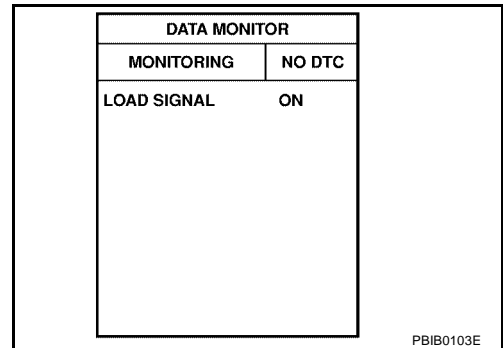 DATA MONITOR
MONITORING NO DTC
LOAD SIGNAL ON
PBIB0103E